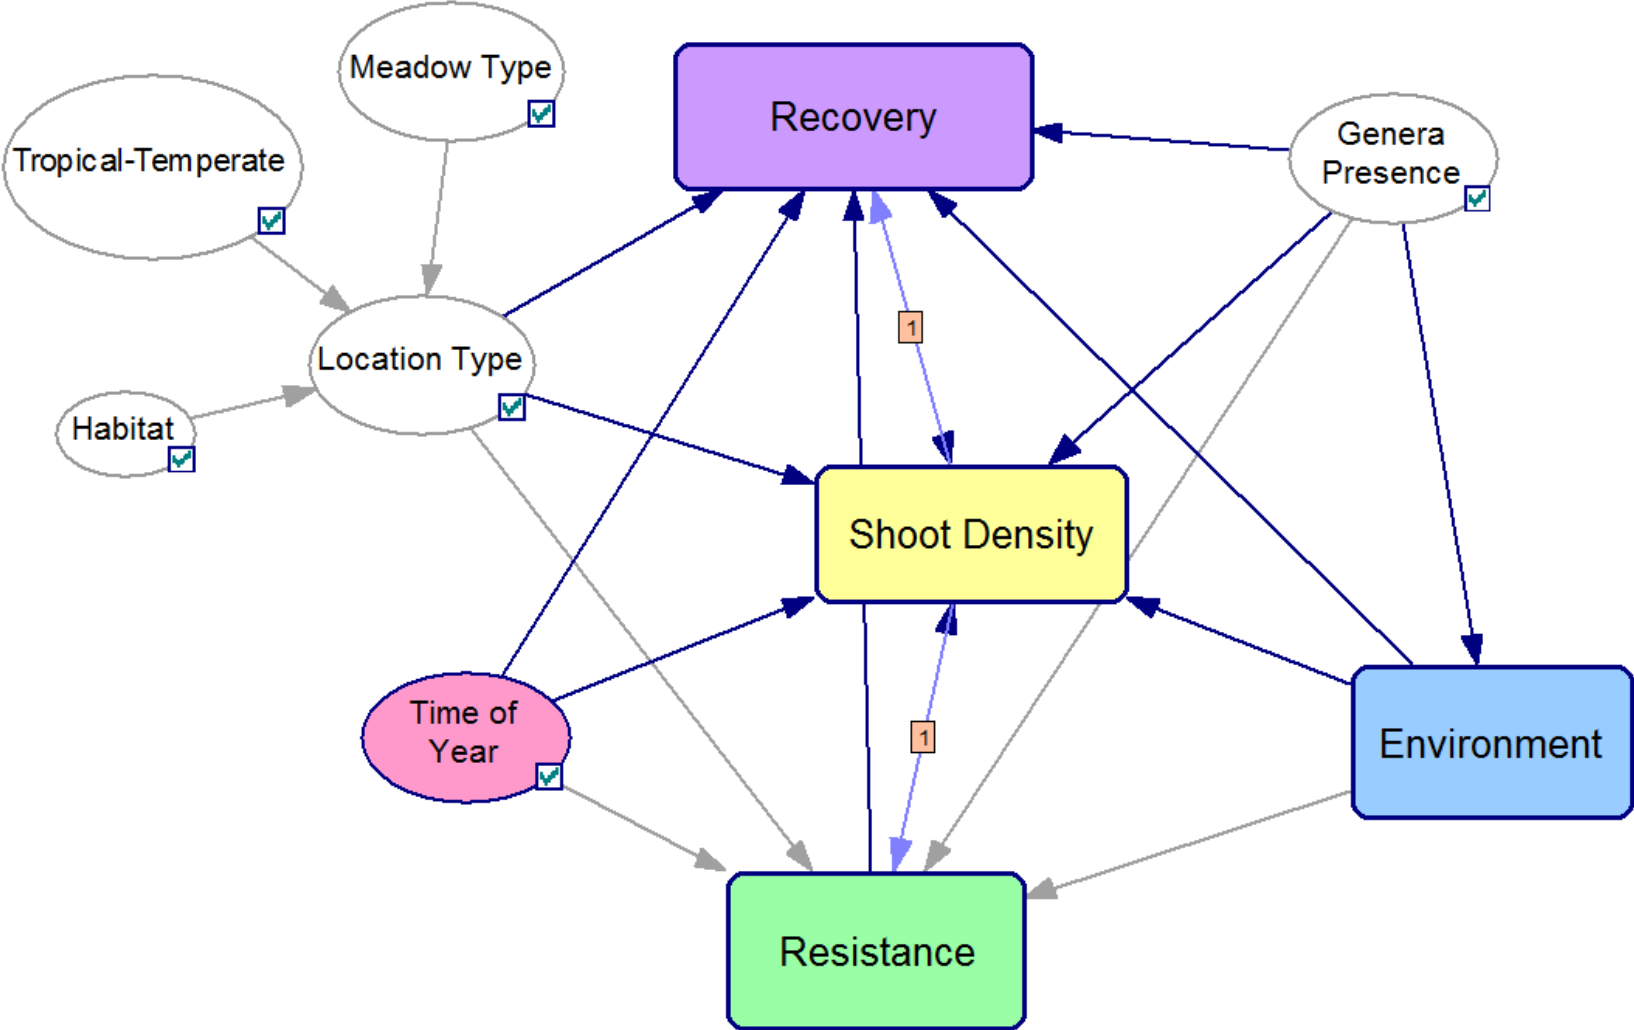 Meadow Type
Recovery
Genera
Presence
Tropical-Temperate
1
Location Type
Habitat
Shoot Density
Time of
Year
1
Environment
Resistance